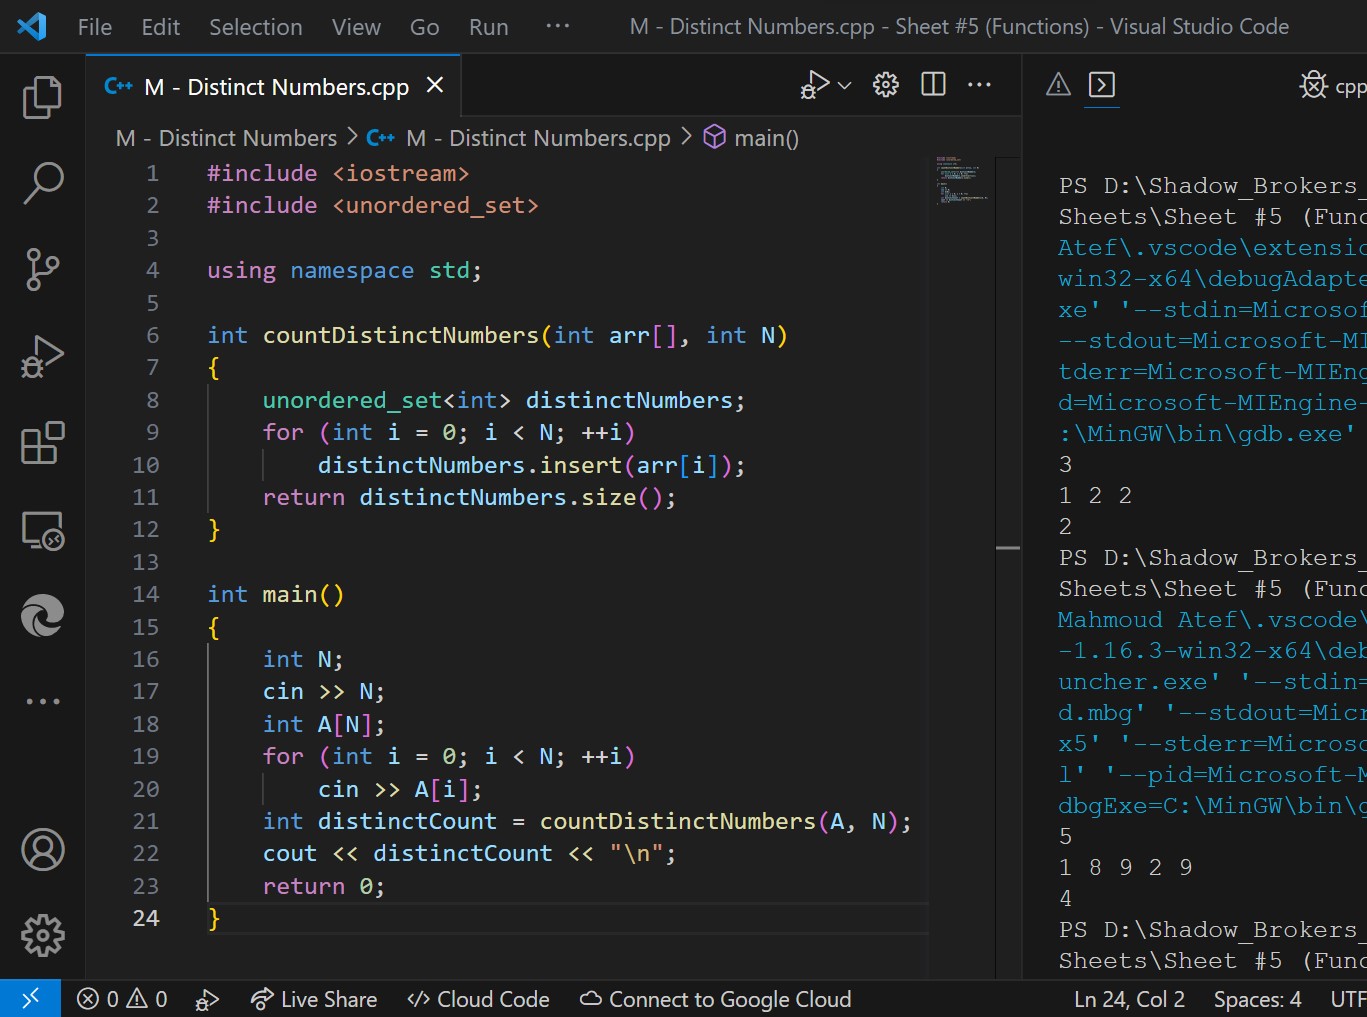 File Edit Selection View Go Run ··· M - Distinct Numbers.cpp - Sheet #5 (Functions) - Visual Studio Code
C++ M - Distinct Numbers.cpp
M - Distinct Numbers > C++ M - Distinct Numbers.cpp > main()
1 #include <iostream>
2 #include <unordered_set>
3
4 using namespace std;
5
6 int countDistinctNumbers(int arr[], int N)
7 {
8 unordered_set<int> distinctNumbers;
9 for (int i = 0; i < N; ++i)
10 distinctNumbers.insert(arr[i]);
11 return distinctNumbers.size();
12 }
13
14 int main()
15 {
16 int N;
17 cin >> N;
18 int A[N];
19 for (int i = 0; i < N; ++i)
20 cin >> A[i];
21 int distinctCount = countDistinctNumbers(A, N);
22 cout << distinctCount << "\n";
23 return 0;
24 }
cpp
PS D:\Shadow_Brokers_
Sheets\Sheet #5 (Func
Atef\.vscode\extensio
win32-x64\debugAdapte
xe' '--stdin=Microsof
--stdout=Microsoft-MI
tderr=Microsoft-MIEng
d=Microsoft-MIEngine-
:\MinGW\bin\gdb.exe'
3
1 2 2
2
PS D:\Shadow_Brokers_
Sheets\Sheet #5 (Func
Mahmoud Atef\.vscode\
-1.16.3-win32-x64\deb
uncher.exe' '--stdin=
d.mbg' '--stdout=Micr
x5' '--stderr=Microso
l' '--pid=Microsoft-M
dbgExe=C:\MinGW\bin\g
5
1 8 9 2 9
4
PS D:\Shadow_Brokers_
Sheets\Sheet #5 (Func
0 0 Live Share Cloud Code Connect to Google Cloud Ln 24, Col 2 Spaces: 4 UTF